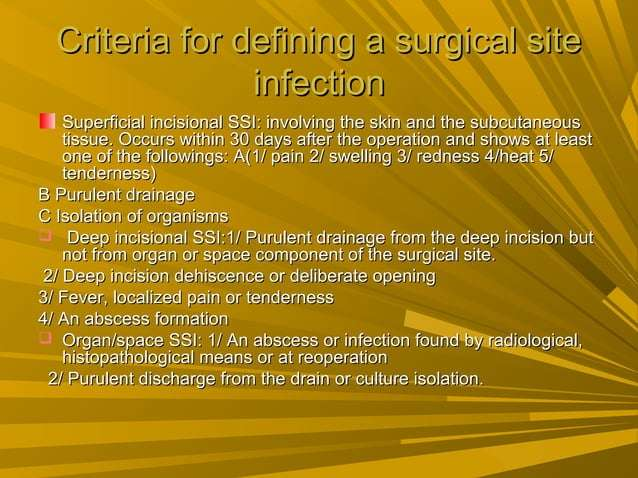 Criteria for defining a surgical site
infection
Superficial incisional SSI: involving the skin and the subcutaneous
tissue. Occurs within 30 days after the operation and shows at least
one of the followings: A(1/ pain 2/ swelling 3/ redness 4/heat 5/
tenderness)
B Purulent drainage
C Isolation of organisms
Deep incisional SSI:1/ Purulent drainage from the deep incision but
not from organ or space component of the surgical site.
2/ Deep incision dehiscence or deliberate opening
3/ Fever, localized pain or tenderness
4/ An abscess formation
Organ/space SSI: 1/ An abscess or infection found by radiological,
histopathological means or at reoperation
2/ Purulent discharge from the drain or culture isolation.